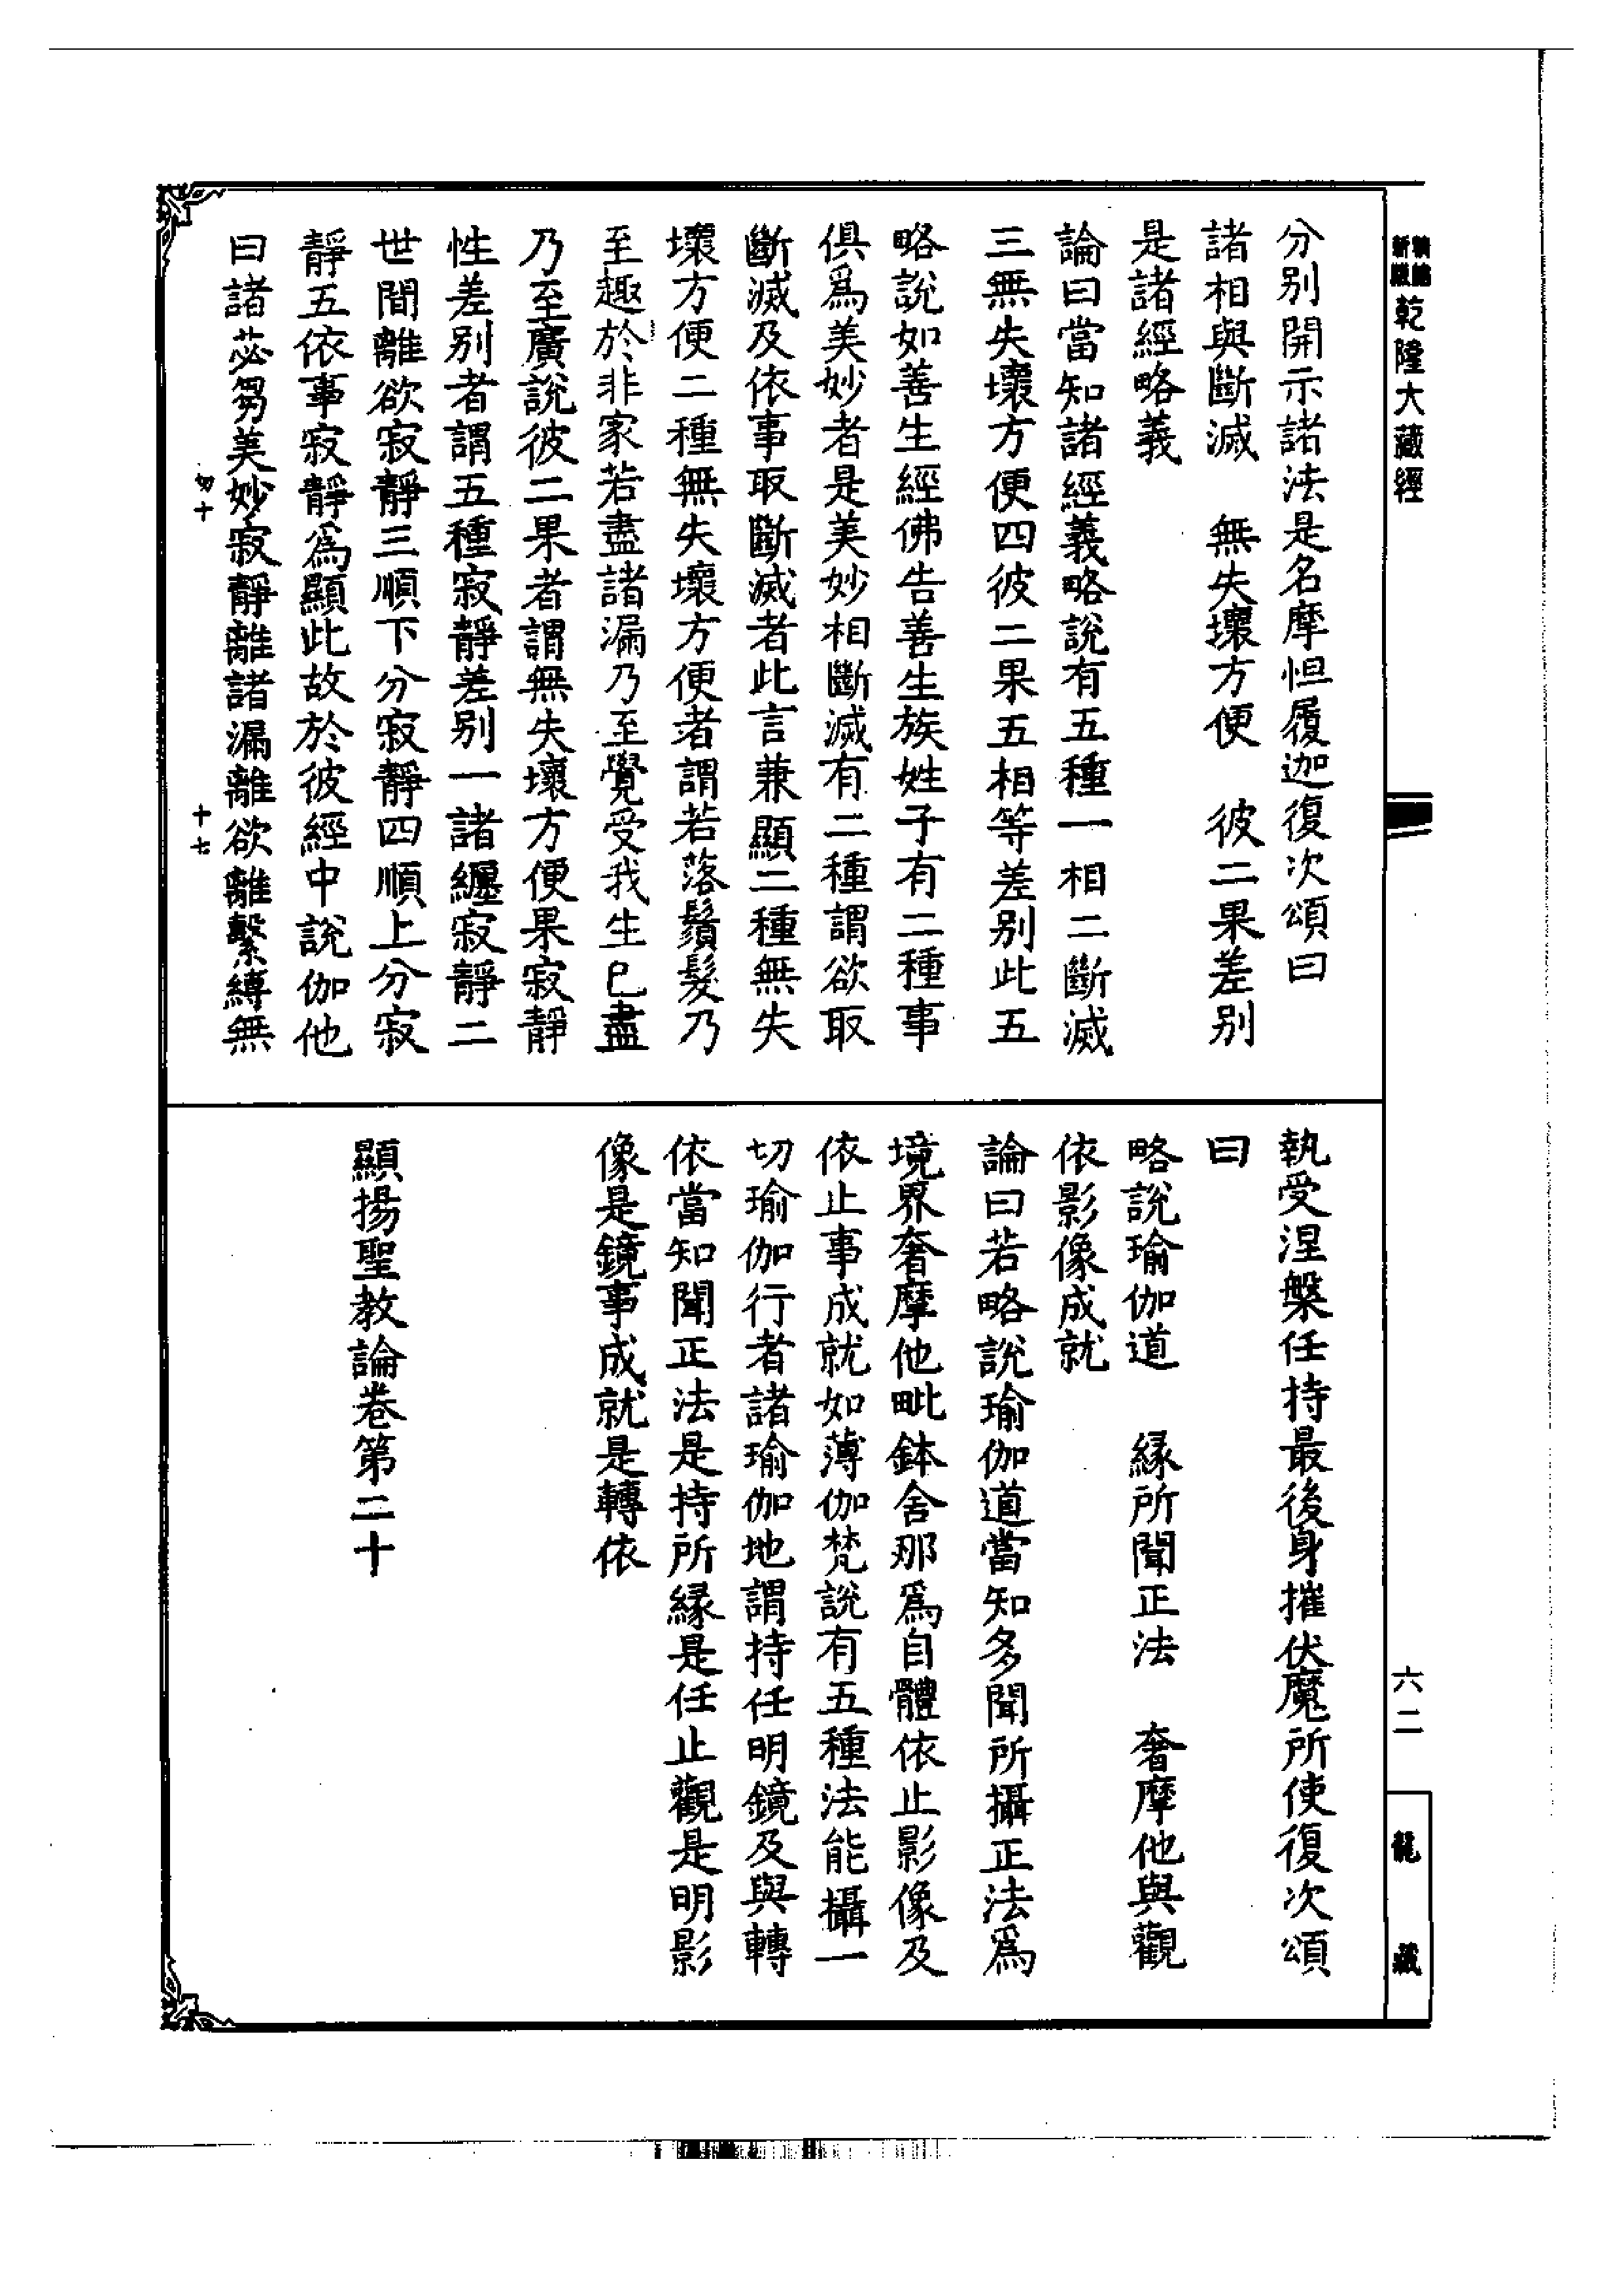 新編縮版
乾隆大藏經
分別開示諸法是名摩怛履迦復次頌曰
諸相與斷滅　無失壞方便　彼二果差别
是諸經略義
論曰當知諸經義略說有五種一相二斷滅
三無失壞方便四彼二果五相等差别此五
略說如善生經佛告善生族姓子有二種事
俱爲美妙者是美妙相斷滅有二種謂欲取
斷滅及依事取斷滅者此言兼顯二種無失
壞方便二種無失壞方便者謂若落鬚髮乃
至趣於非家若盡諸漏乃至覺受我生已盡
乃至廣說彼二果者謂無失壞方便果寂靜
性差别者謂五種寂靜差别一諸纏寂靜二
世間離欲寂靜三順下分寂靜四順上分寂
靜五依事寂靜爲顯此故於彼經中說伽他
曰諸苾芻美妙寂靜離諸漏離欲離繫縛無
十七
執受涅槃任持最後身摧伏魔所使復次頌
曰
略說瑜伽道　緣所聞正法　奢摩他與觀
依影像成就
論曰若略說瑜伽道當知多聞所攝正法爲
境界奢摩他毗鉢舍那爲自體依止影像及
依止事成就如薄伽梵說有五種法能攝一
切瑜伽行者諸瑜伽地謂持任明鏡及與轉
依當知聞正法是持所緣是任止觀是明影
像是鏡事成就是轉依
顯揚聖教論卷第二十
六二
龍藏